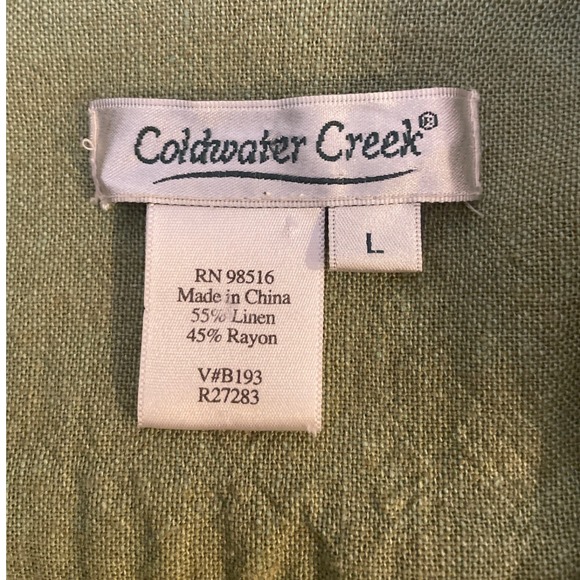 Coldwater Creek®
L
RN 98516
Made in China
55% Linen
45% Rayon
V#B193
R27283